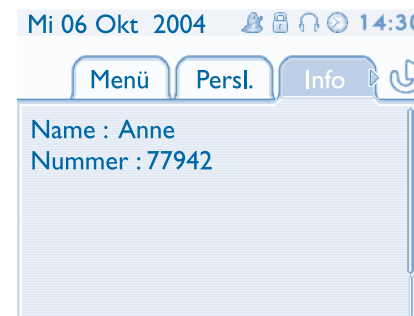 Mi 06 Okt 2004 14:30
Menü Persl. Info
Name : Anne
Nummer : 77942